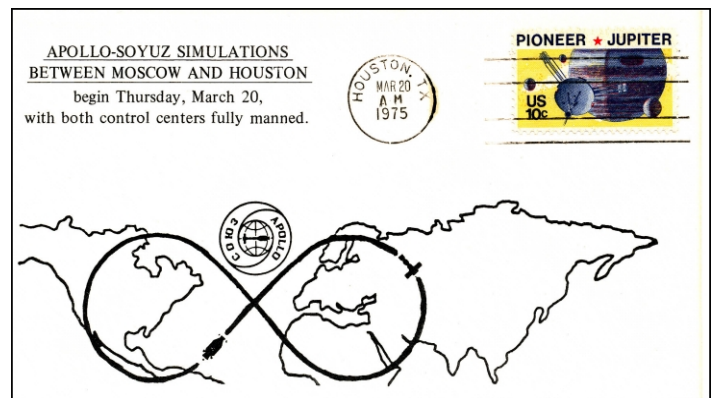 APOLLO-SOYUZ SIMULATIONS
BETWEEN MOSCOW AND HOUSTON
begin Thursday, March 20,
with both control centers fully manned.
HOUSTON, TX
MAR 20
AM
1975
PIONEER ★ JUPITER
US
10c
СОЮЗ
APOLLO